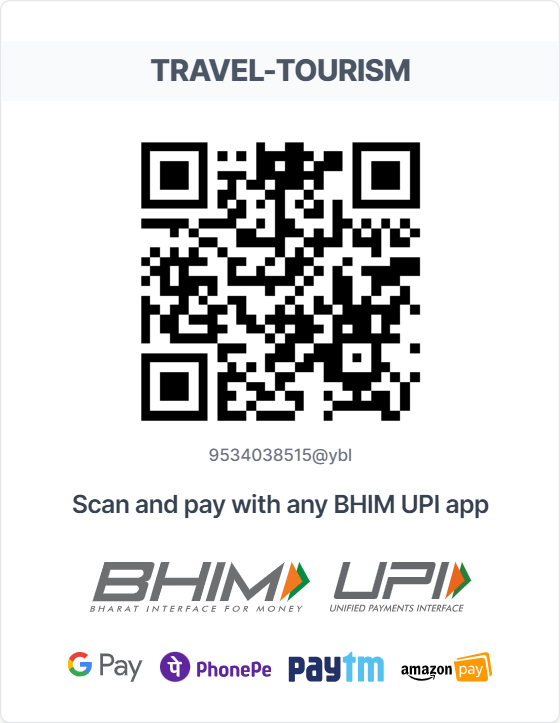 TRAVEL-TOURISM
9534038515@ybl
Scan and pay with any BHIM UPI app
BHIM
BHARAT INTERFACE FOR MONEY
UPI
UNIFIED PAYMENTS INTERFACE
G Pay
पे PhonePe
paytm
amazon pay